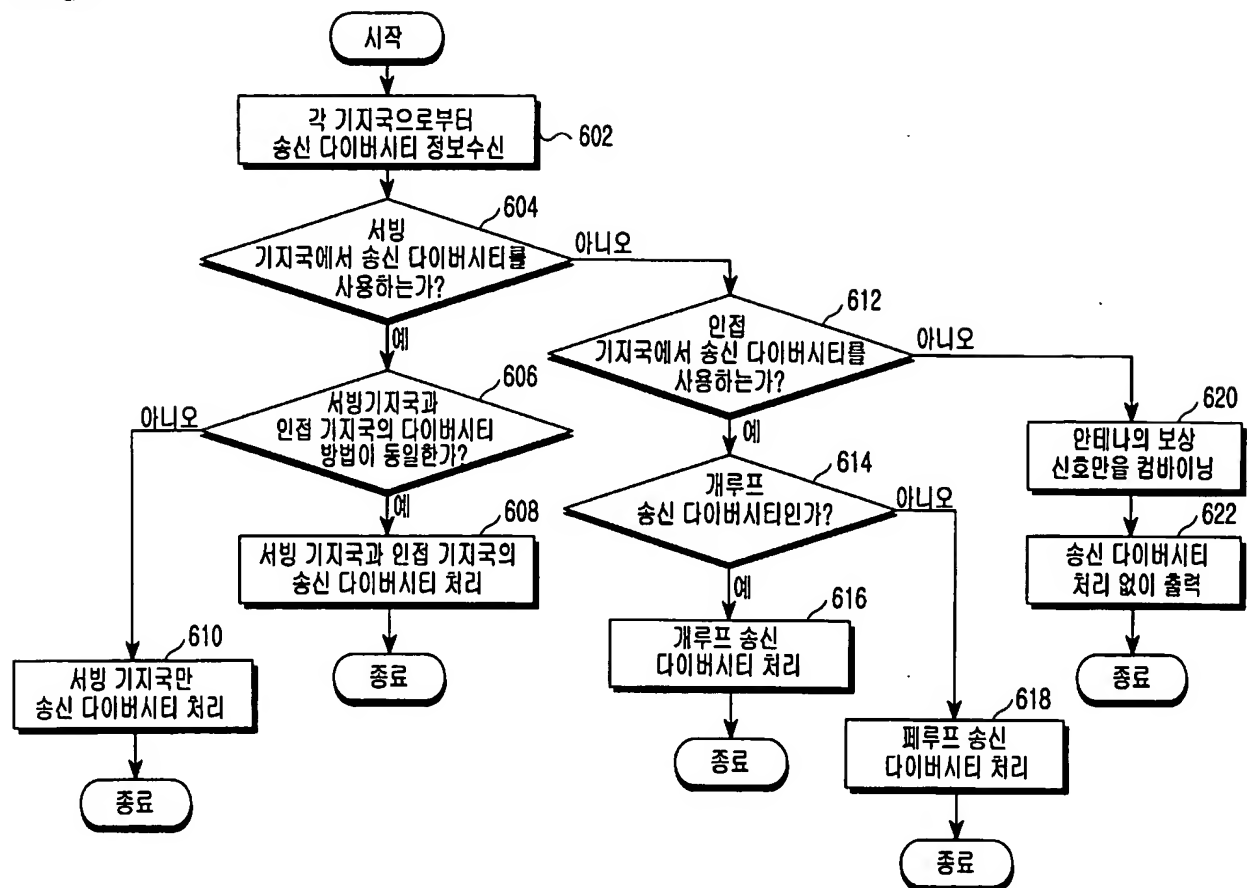 시작
각 기지국으로부터
송신 다이버시티 정보수신
602
604
서빙
기지국에서 송신 다이버시티를
사용하는가?
아니오
예
612
인접
기지국에서 송신 다이버시티를
사용하는가?
아니오
예
606
서빙기지국과
인접 기지국의 다이버시티
방법이 동일한가?
아니오
예
620
안테나의 보상
신호만을 컴바이닝
614
개루프
송신 다이버시티인가?
아니오
예
608
서빙 기지국과 인접 기지국의
송신 다이버시티 처리
종료
622
송신 다이버시티
처리 없이 출력
종료
616
개루프 송신
다이버시티 처리
종료
610
서빙 기지국만
송신 다이버시티 처리
종료
618
폐루프 송신
다이버시티 처리
종료